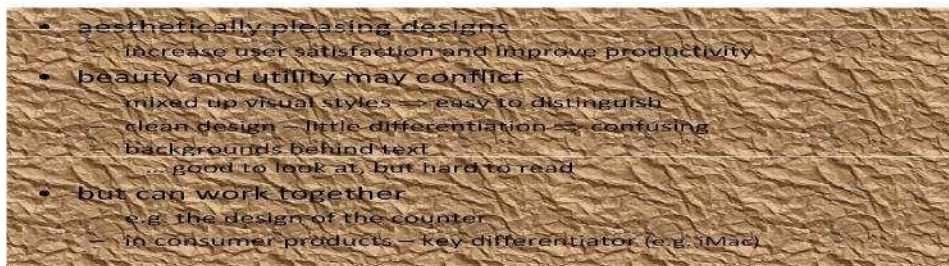 • aesthetically pleasing designs
– increase user satisfaction and improve productivity
• beauty and utility may conflict
– mixed up visual styles => easy to distinguish
– clean design – little differentiation => confusing
– backgrounds behind text
… good to look at, but hard to read
• but can work together
– e.g. the design of the counter
– in consumer products – key differentiator (e.g. iMac)